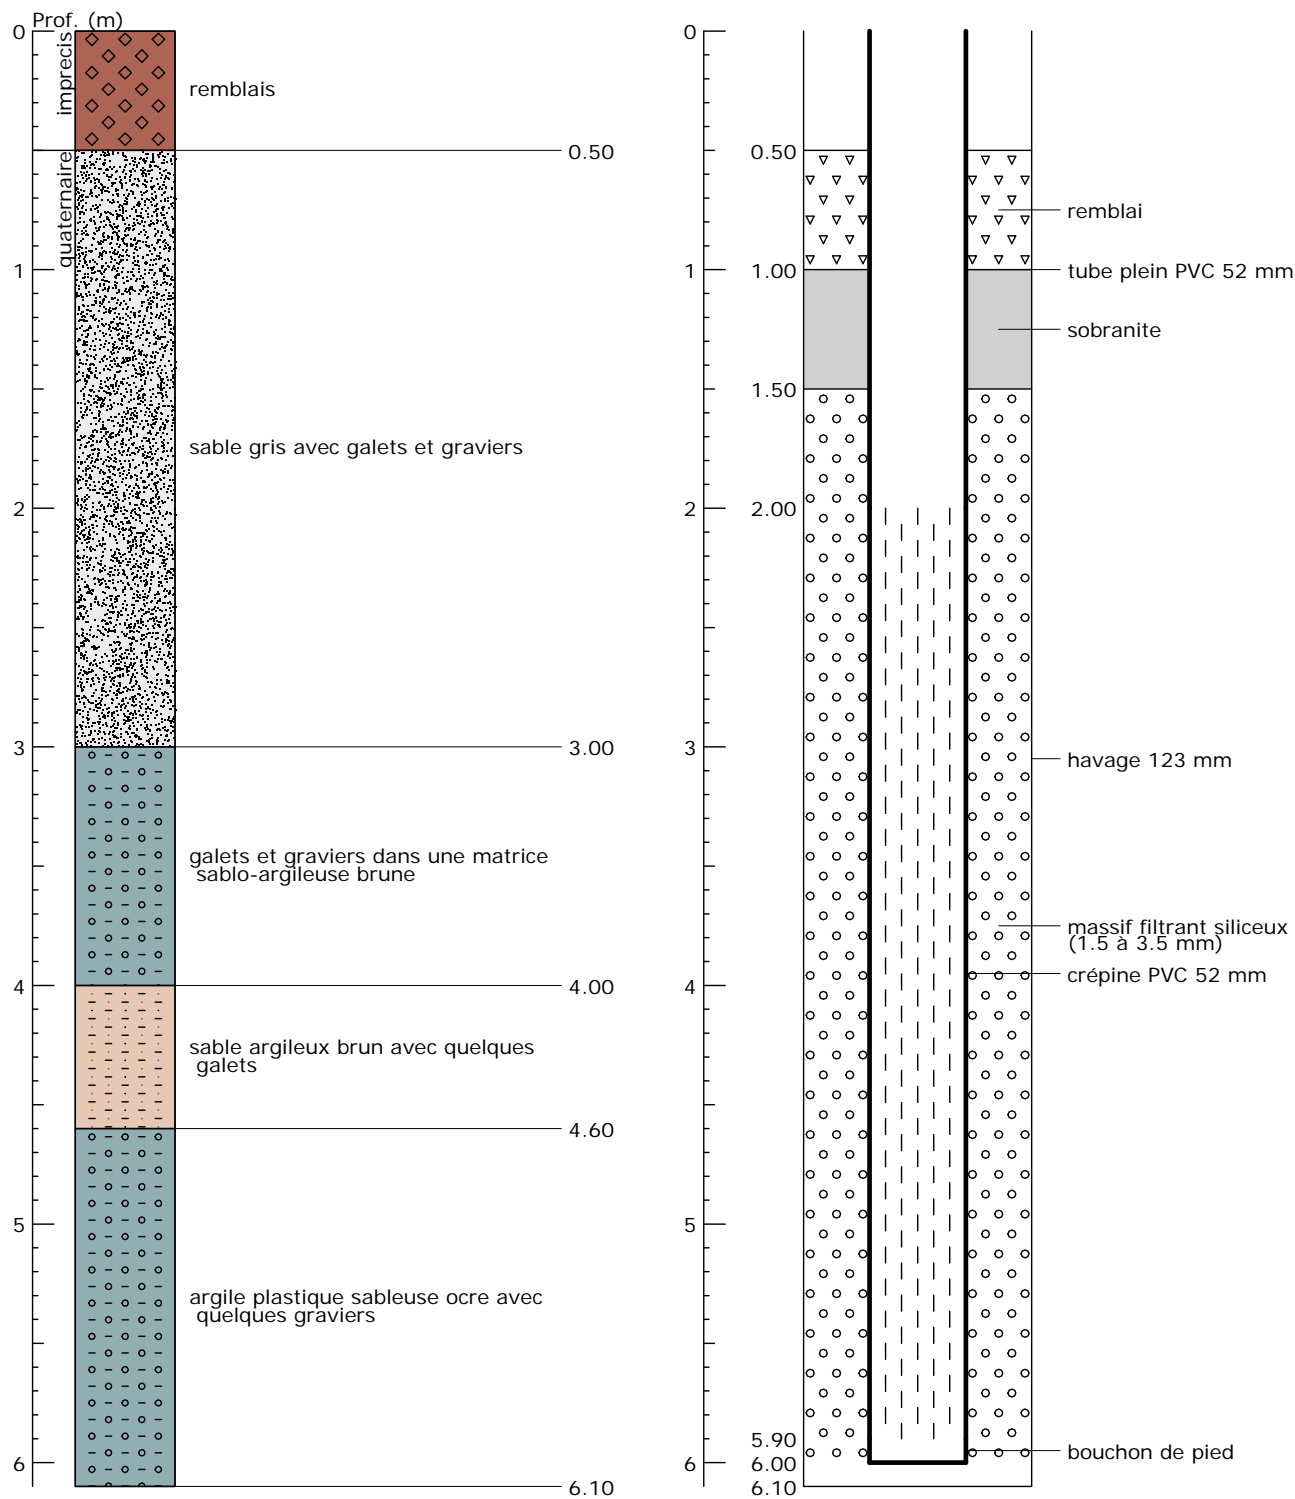 Prof. (m)
0
1
2
3
4
5
6
imprecis
quaternaire
remblais
0.50
sable gris avec galets et graviers
3.00
galets et graviers dans une matrice
sablo-argileuse brune
4.00
sable argileux brun avec quelques
galets
4.60
argile plastique sableuse ocre avec
quelques graviers
6.10
0
1
2
3
4
5
6
0.50
1.00
1.50
2.00
5.90
6.00
6.10
remblai
tube plein PVC 52 mm
sobranite
havage 123 mm
massif filtrant siliceux
(1.5 à 3.5 mm)
crépine PVC 52 mm
bouchon de pied